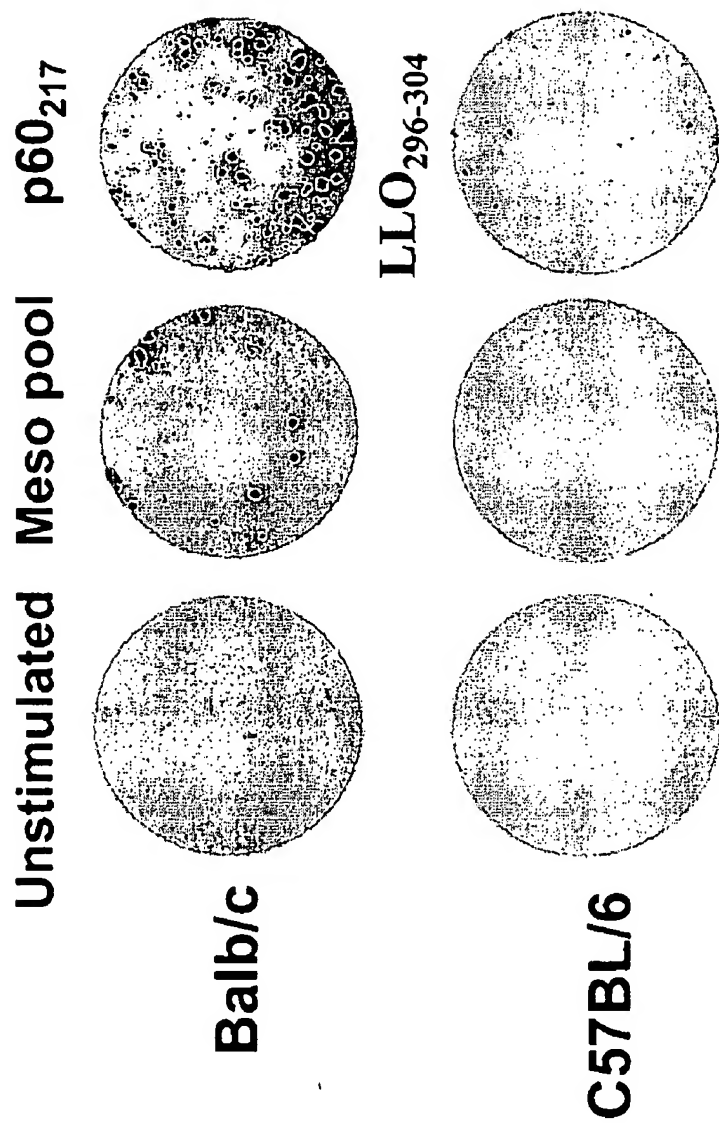 Unstimulated Meso pool p60₂₁₇
Balb/c
LLO₂₉₆₋₃₀₄
C57BL/6